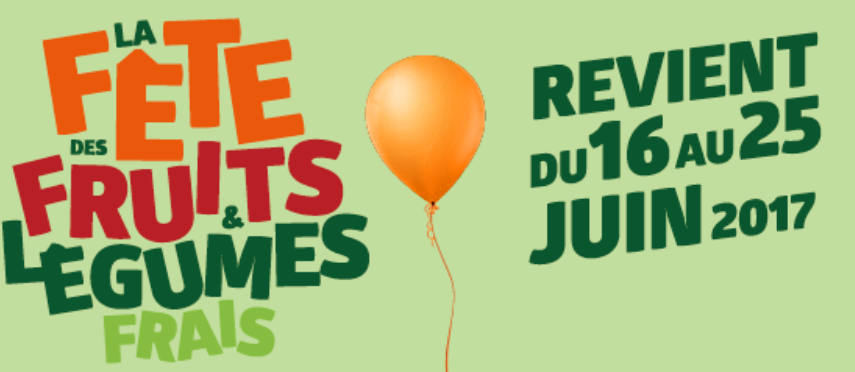 LA
FÊTE
DES
FRUITS
&
LÉGUMES
FRAIS
REVIENT
DU 16 AU 25
JUIN 2017